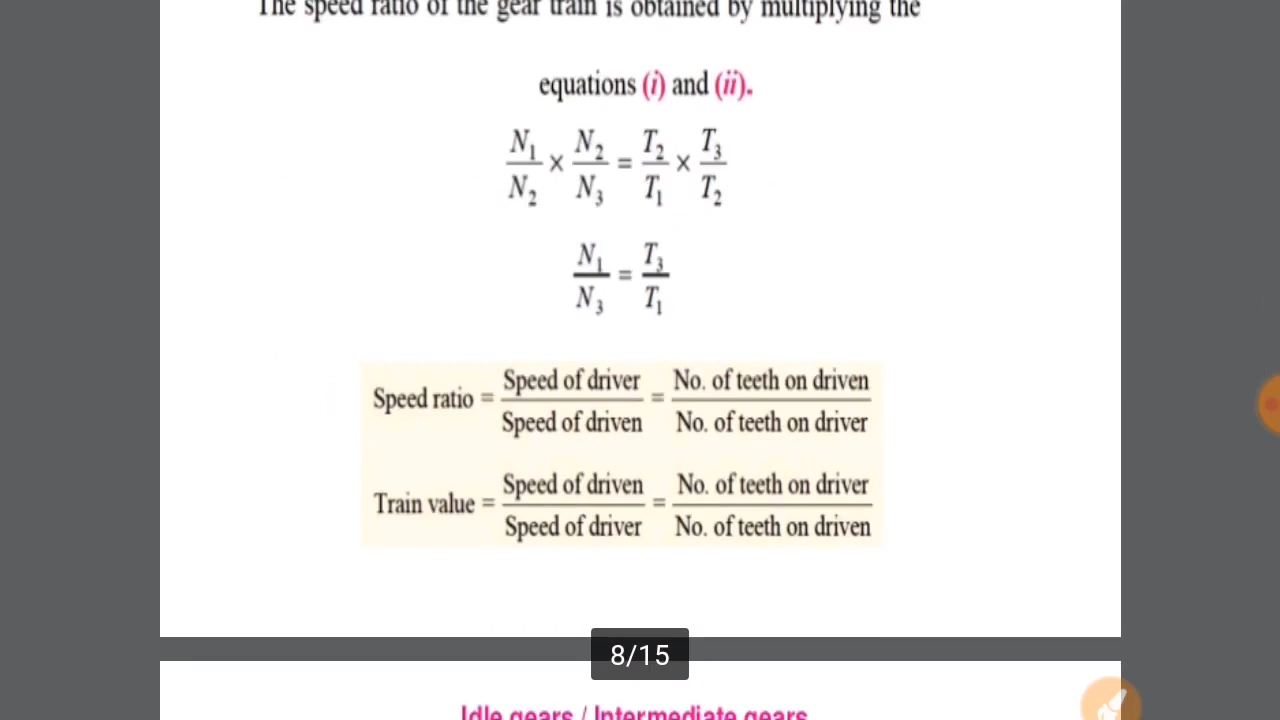 The speed ratio of the gear train is obtained by multiplying the
equations (i) and (ii).
N₁/N₂ × N₂/N₃ = T₂/T₁ × T₃/T₂
N₁/N₃ = T₃/T₁
Speed ratio = Speed of driver/Speed of driven = No. of teeth on driven/No. of teeth on driver
Train value = Speed of driven/Speed of driver = No. of teeth on driver/No. of teeth on driven
8/15
Idle gears / Intermediate gears